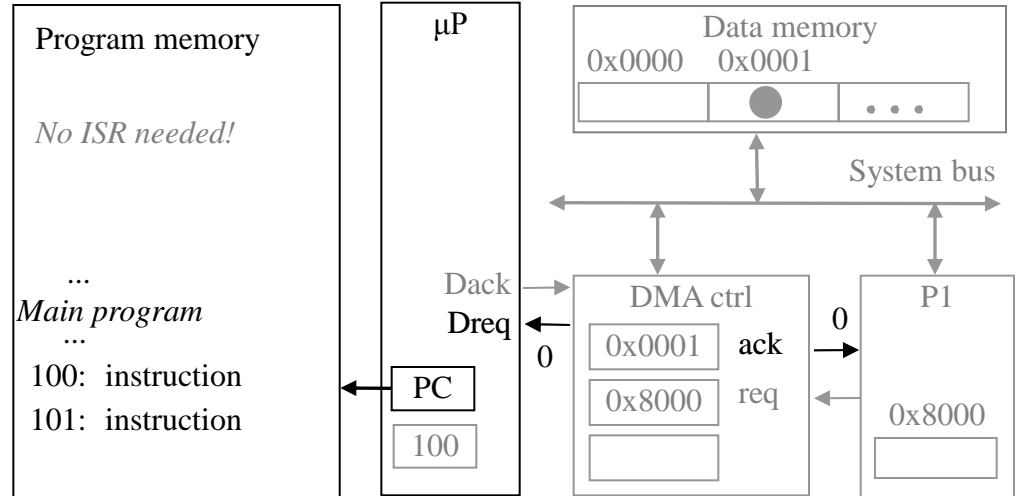 Program memory
No ISR needed!
...
Main program
...
100: instruction
101: instruction
μP
Dack
Dreq
0
PC
100
Data memory
0x0000 0x0001
...
System bus
DMA ctrl
0x0001
ack
0x8000
req
0
P1
0x8000